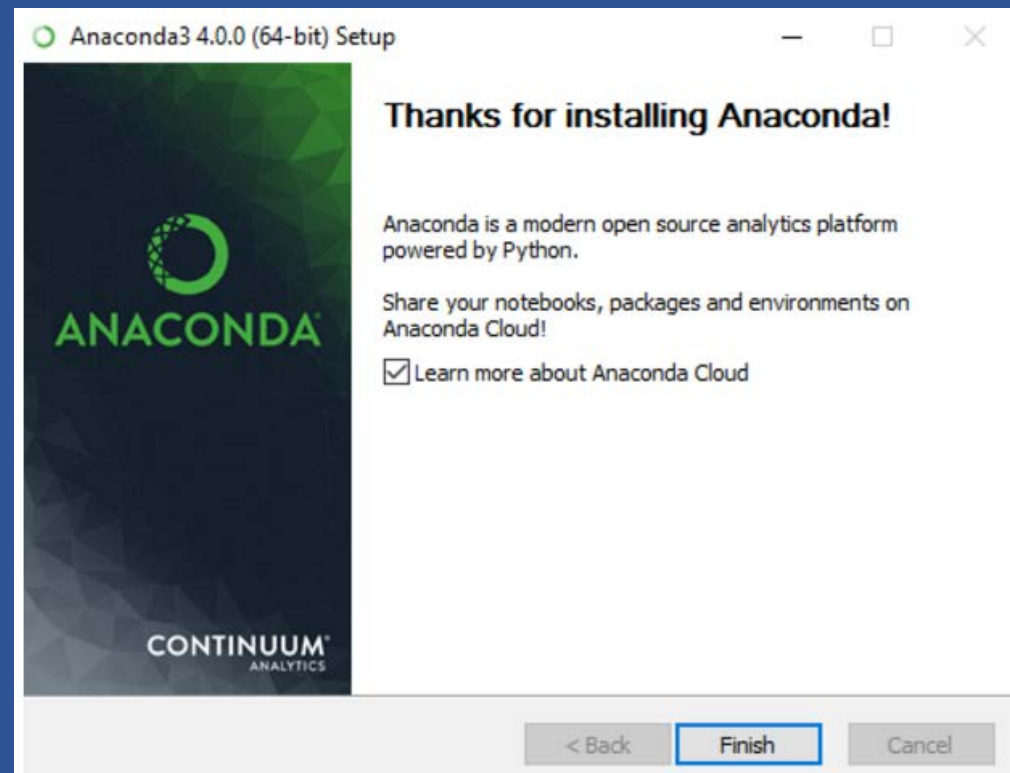 Anaconda3 4.0.0 (64-bit) Setup
Thanks for installing Anaconda!
Anaconda is a modern open source analytics platform
powered by Python.
Share your notebooks, packages and environments on
Anaconda Cloud!
Learn more about Anaconda Cloud
ANACONDA
CONTINUUM®
ANALYTICS
< Back
Finish
Cancel